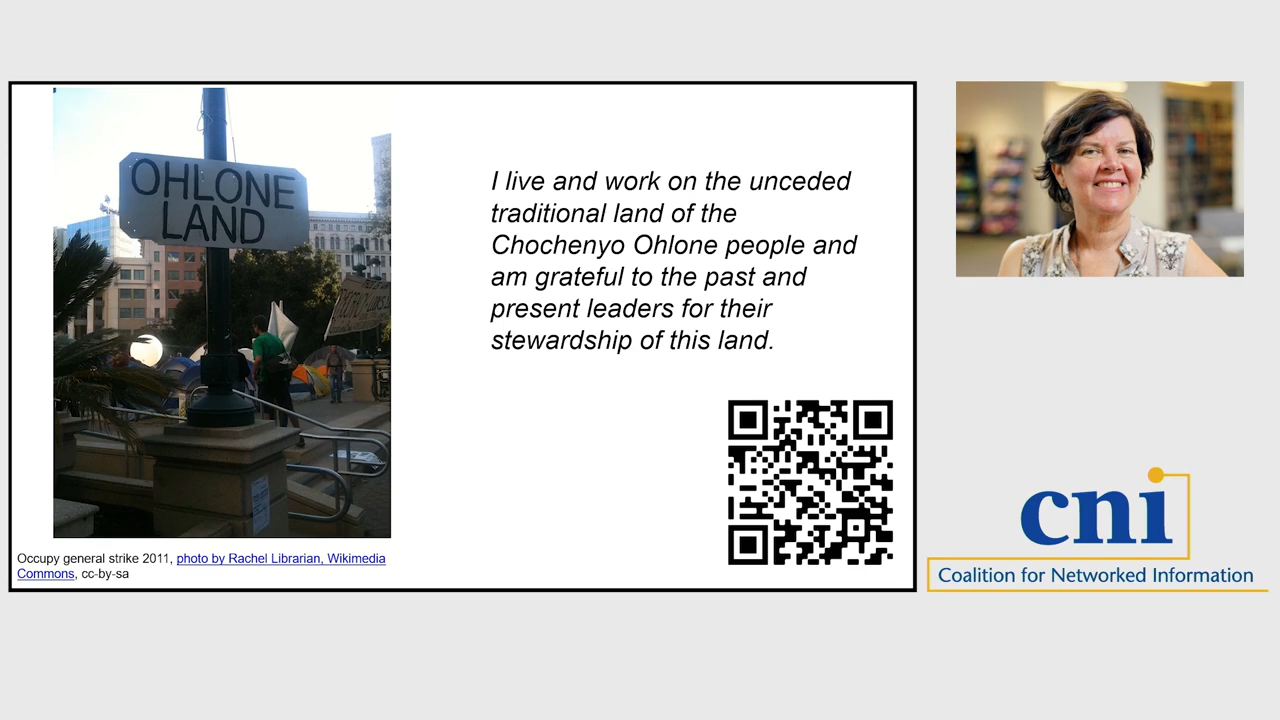 OHLONE
LAND
I live and work on the unceded
traditional land of the
Chochenyo Ohlone people and
am grateful to the past and
present leaders for their
stewardship of this land.
Occupy general strike 2011, photo by Rachel Librarian, Wikimedia
Commons, cc-by-sa
cni
Coalition for Networked Information